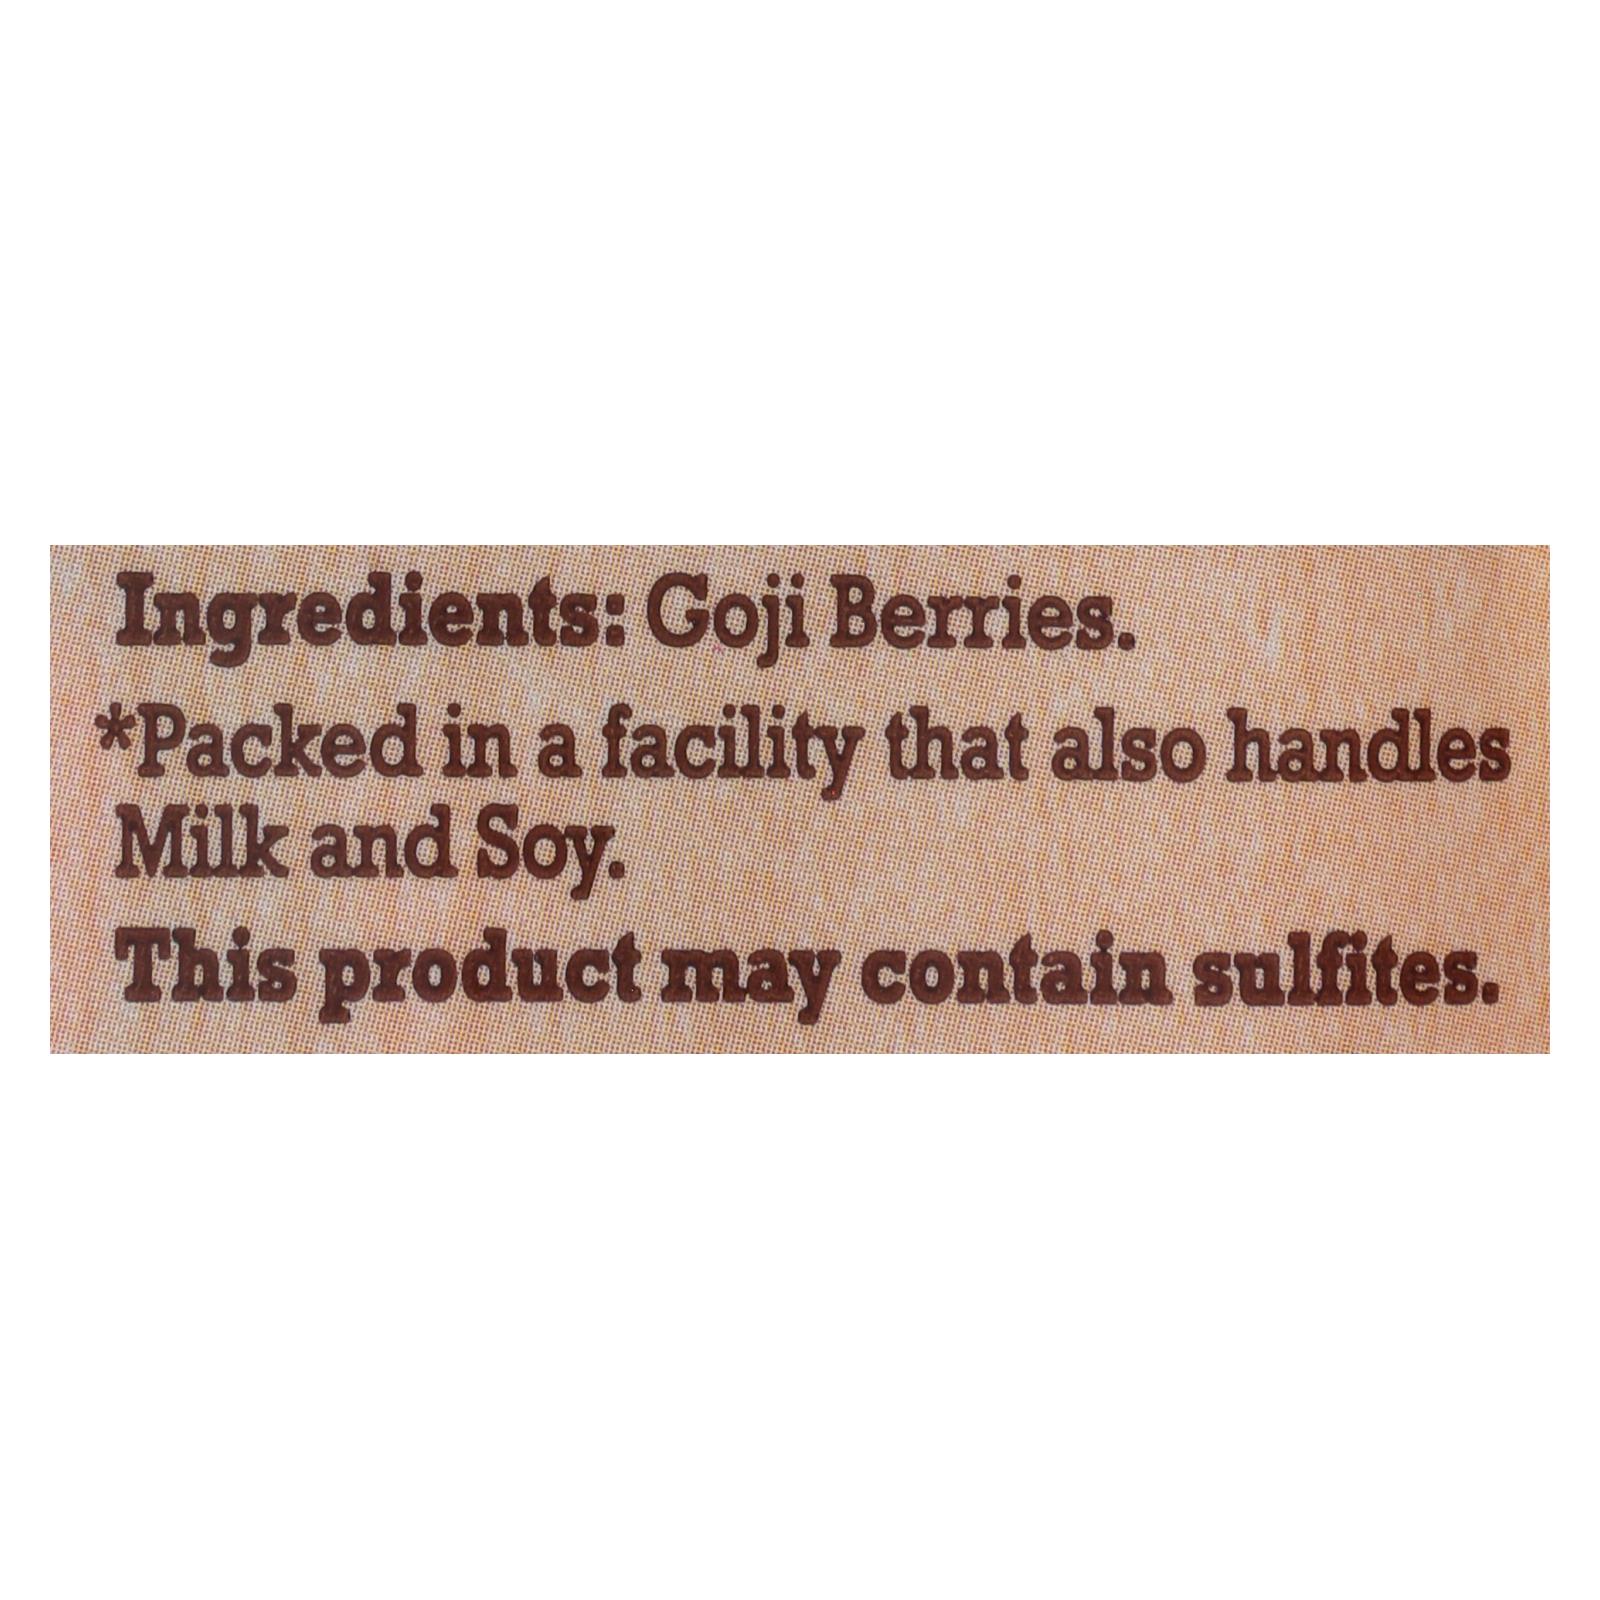 Ingredients: Goji Berries.
*Packed in a facility that also handles
Milk and Soy.
This product may contain sulfites.